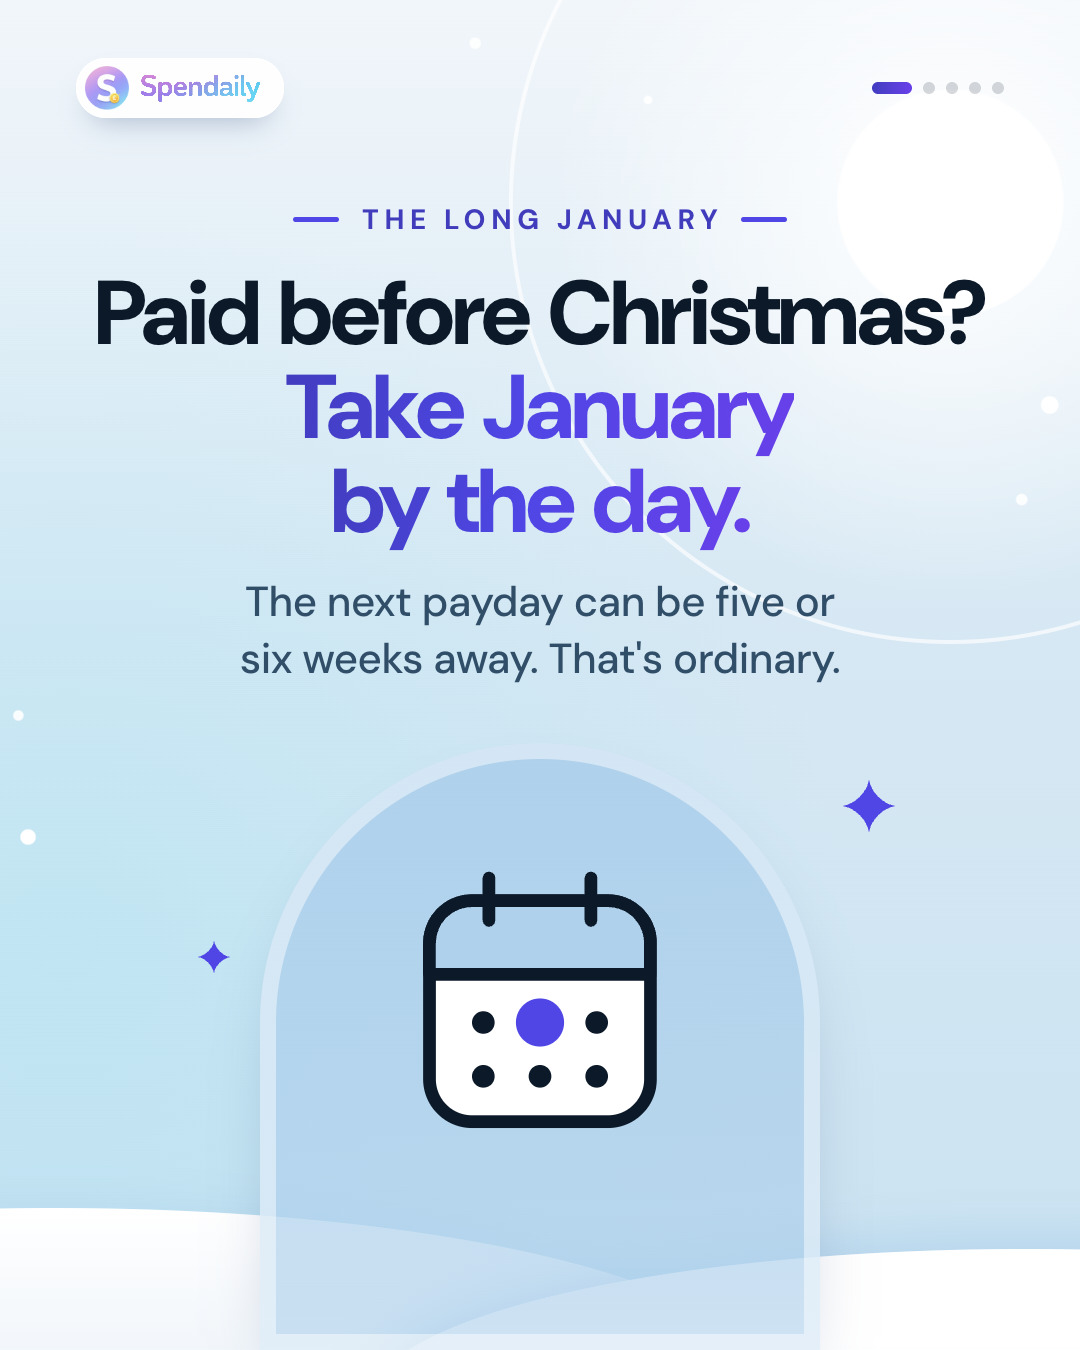 Spendaily
THE LONG JANUARY
Paid before Christmas?
Take January
by the day.
The next payday can be five or
six weeks away. That's ordinary.